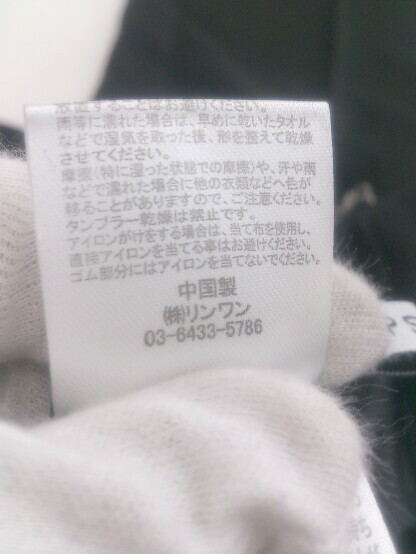 放置することはお避けください。
雨等に濡れた場合は、早めに乾いたタオル
などで湿気を取った後、形を整えて乾燥
させてください。
摩擦(特に湿った状態での摩擦)や、汗や雨
などで濡れた場合に他の衣類などへ色が
移ることがありますので、ご注意ください。
タンブラー乾燥は禁止です。
アイロンがけをする場合は、当て布を使用し、
直接アイロンを当てる事はお避けください。
ゴム部分にはアイロンを当てないでください。
中国製
㈱リンワン
03-6433-5786